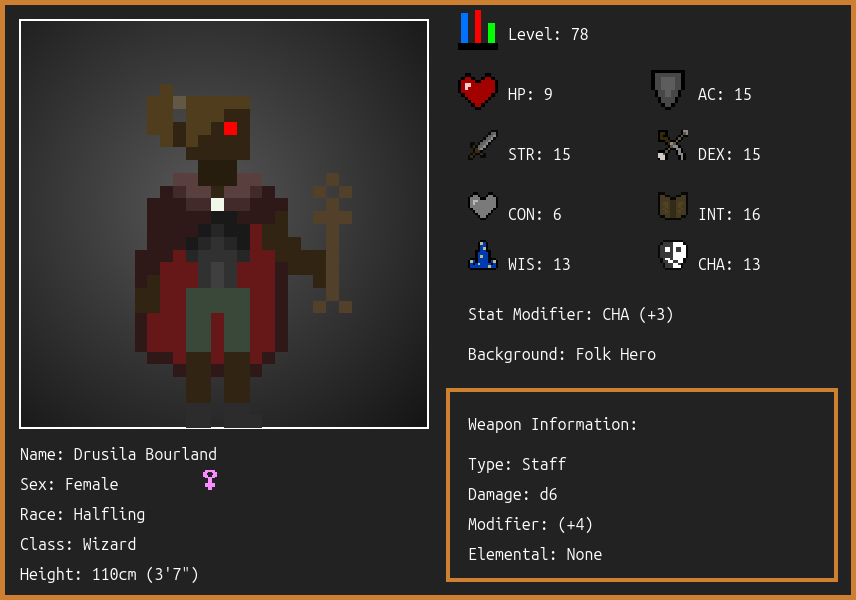 Level: 78
HP: 9
AC: 15
STR: 15
DEX: 15
CON: 6
INT: 16
WIS: 13
CHA: 13
Stat Modifier: CHA (+3)
Background: Folk Hero
Weapon Information:
Type: Staff
Damage: d6
Modifier: (+4)
Elemental: None
Name: Drusila Bourland
Sex: Female
Race: Halfling
Class: Wizard
Height: 110cm (3'7")